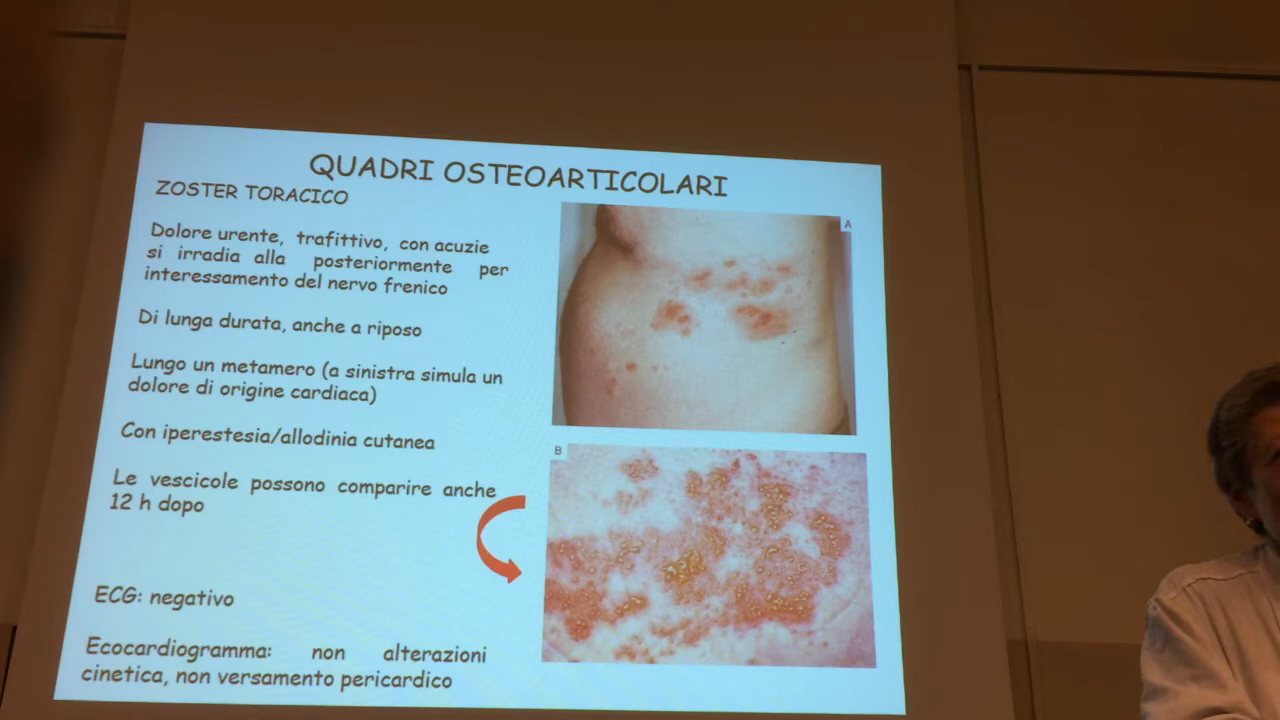 QUADRI OSTEOARTICOLARI
ZOSTER TORACICO
Dolore urente, trafittivo, con acuzie
si irradia alla posteriormente per
interessamento del nervo frenico
Di lunga durata, anche a riposo
Lungo un metamero (a sinistra simula un
dolore di origine cardiaca)
Con iperestesia/allodinia cutanea
Le vescicole possono comparire anche
12 h dopo
ECG: negativo
Ecocardiogramma: non alterazioni
cinetica, non versamento pericardico
A
B